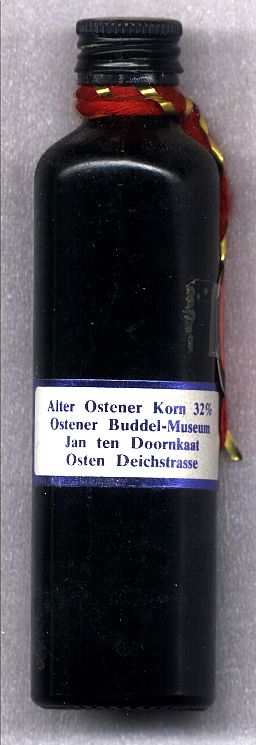 Alter Ostener Korn 32%
Ostener Buddel-Museum
Jan ten Doornkaat
Osten Deichstrasse